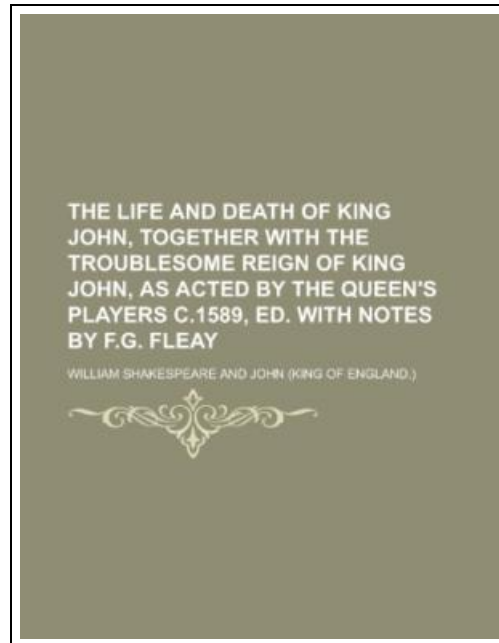 THE LIFE AND DEATH OF KING
JOHN, TOGETHER WITH THE
TROUBLESOME REIGN OF KING
JOHN, AS ACTED BY THE QUEEN'S
PLAYERS C.1589, ED. WITH NOTES
BY F.G. FLEAY
WILLIAM SHAKESPEARE AND JOHN (KING OF ENGLAND.)